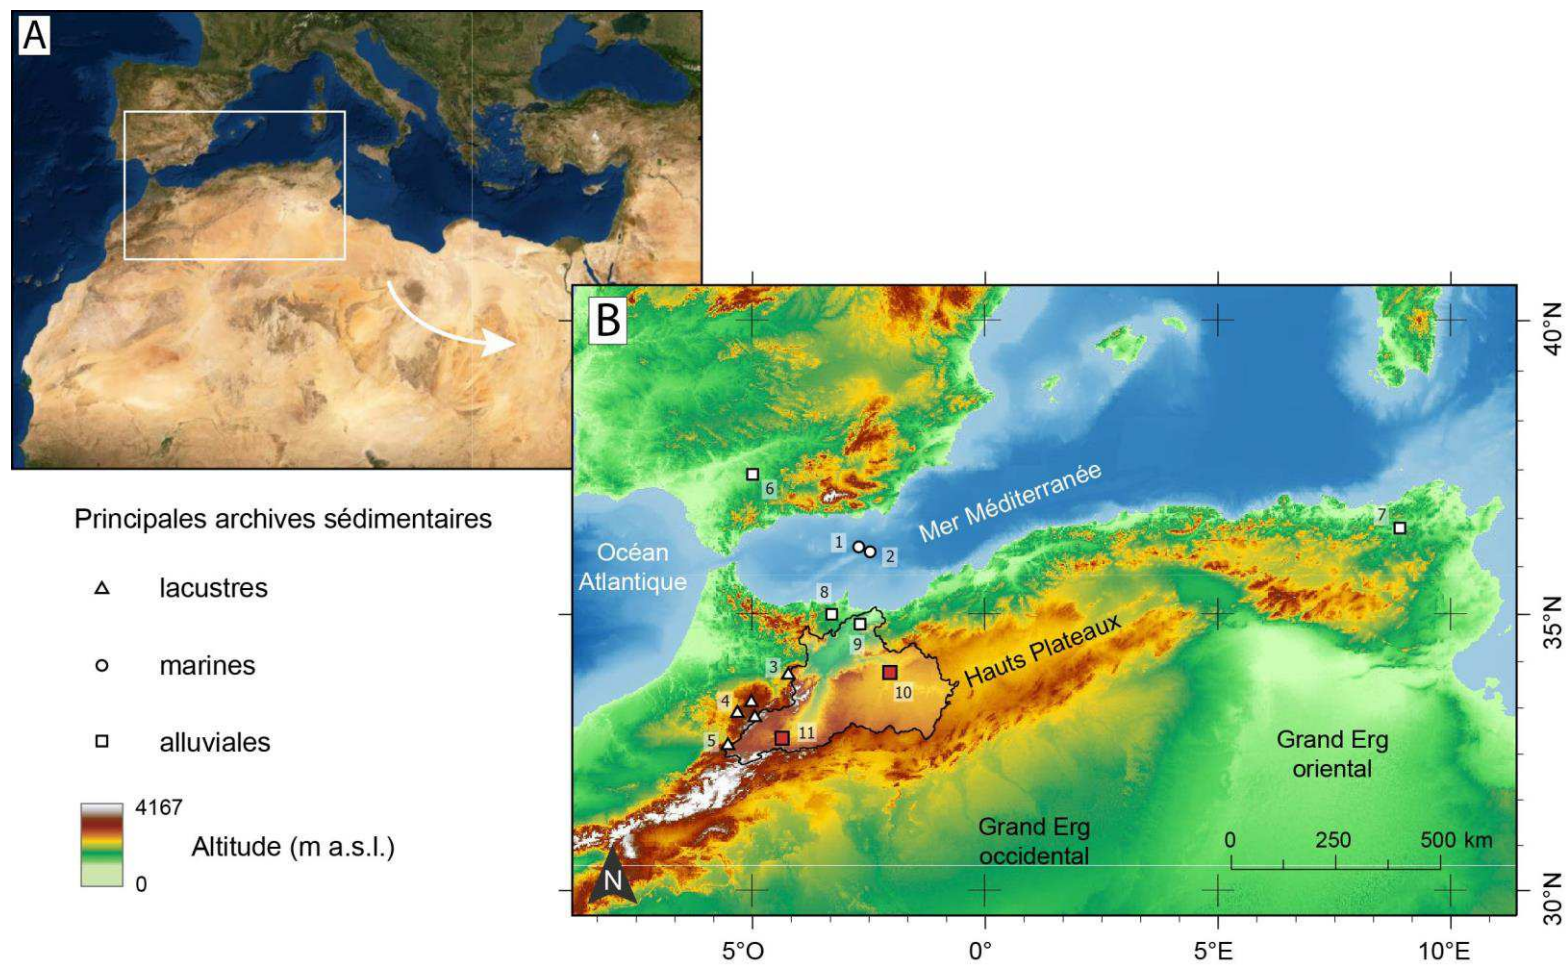 A
B
40°N
35°N
30°N
5°O
0°
5°E
10°E
Mer Méditerranée
Océan
Atlantique
Hauts Plateaux
Grand Erg
oriental
Grand Erg
occidental
0 250 500 km
N
1
2
3
4
5
6
7
8
9
10
11
Principales archives sédimentaires
lacustres
marines
alluviales
4167
Altitude (m a.s.l.)
0